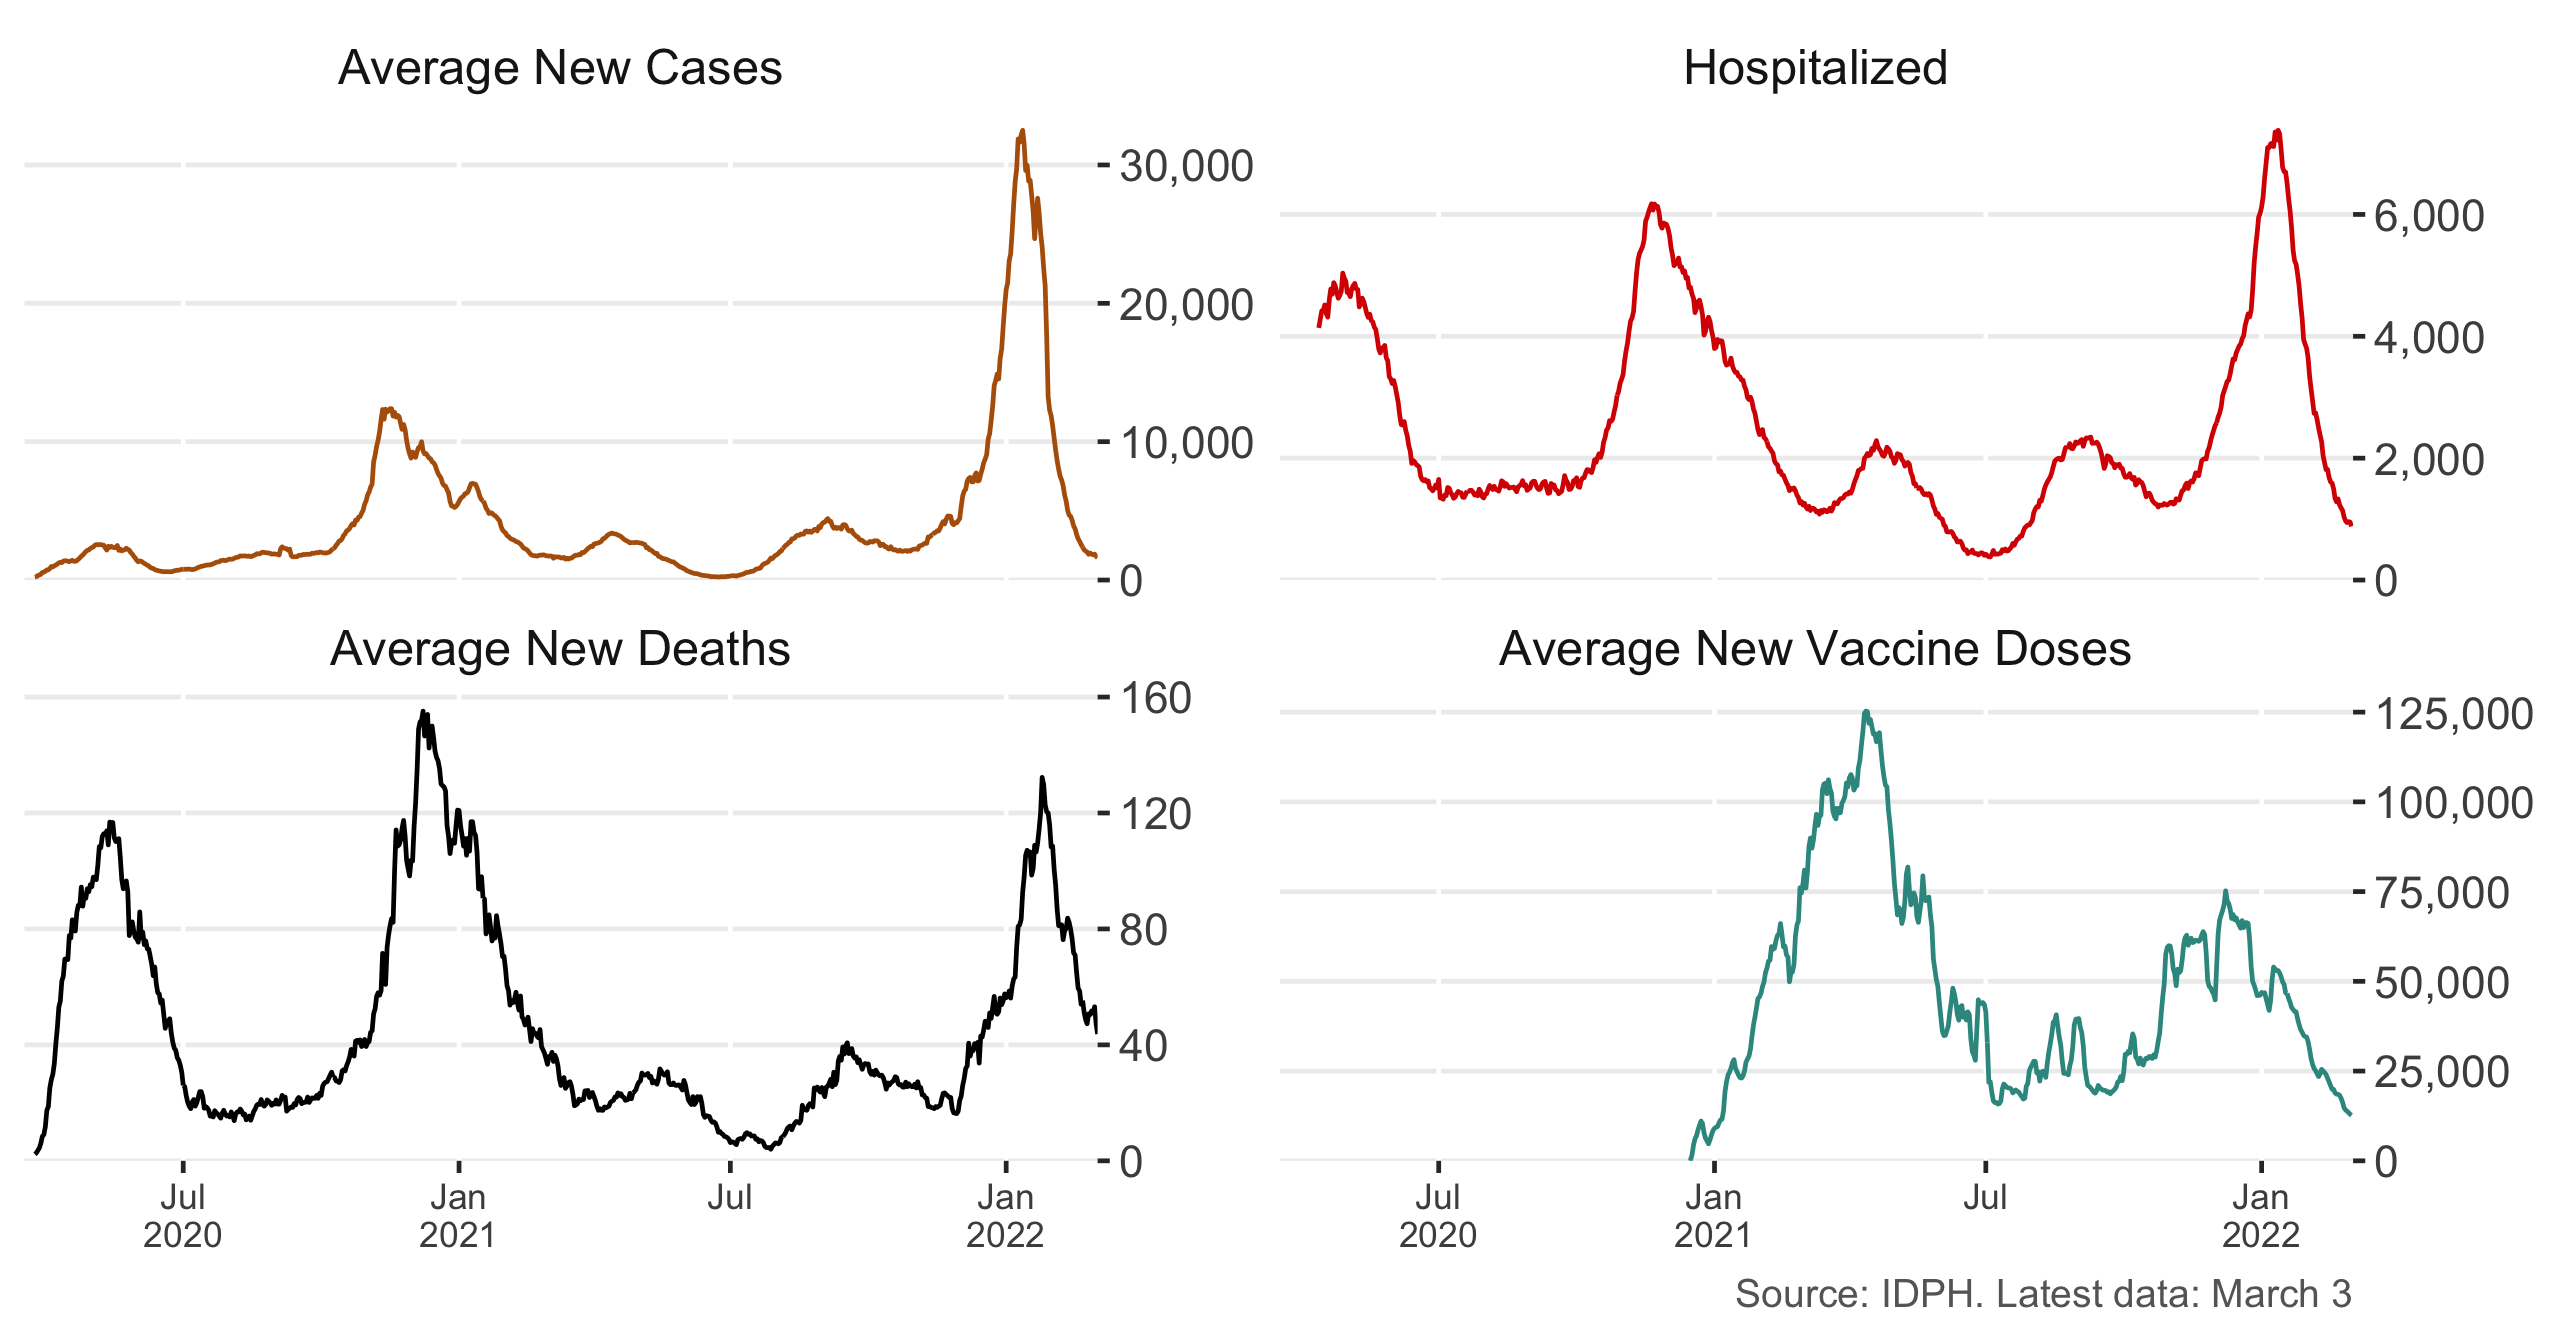 Average New Cases
30,000
20,000
10,000
0
Hospitalized
6,000
4,000
2,000
0
Average New Deaths
160
120
80
40
0
Jul
2020
Jan
2021
Jul
Jan
2022
Average New Vaccine Doses
125,000
100,000
75,000
50,000
25,000
0
Jul
2020
Jan
2021
Jul
Jan
2022
Source: IDPH. Latest data: March 3